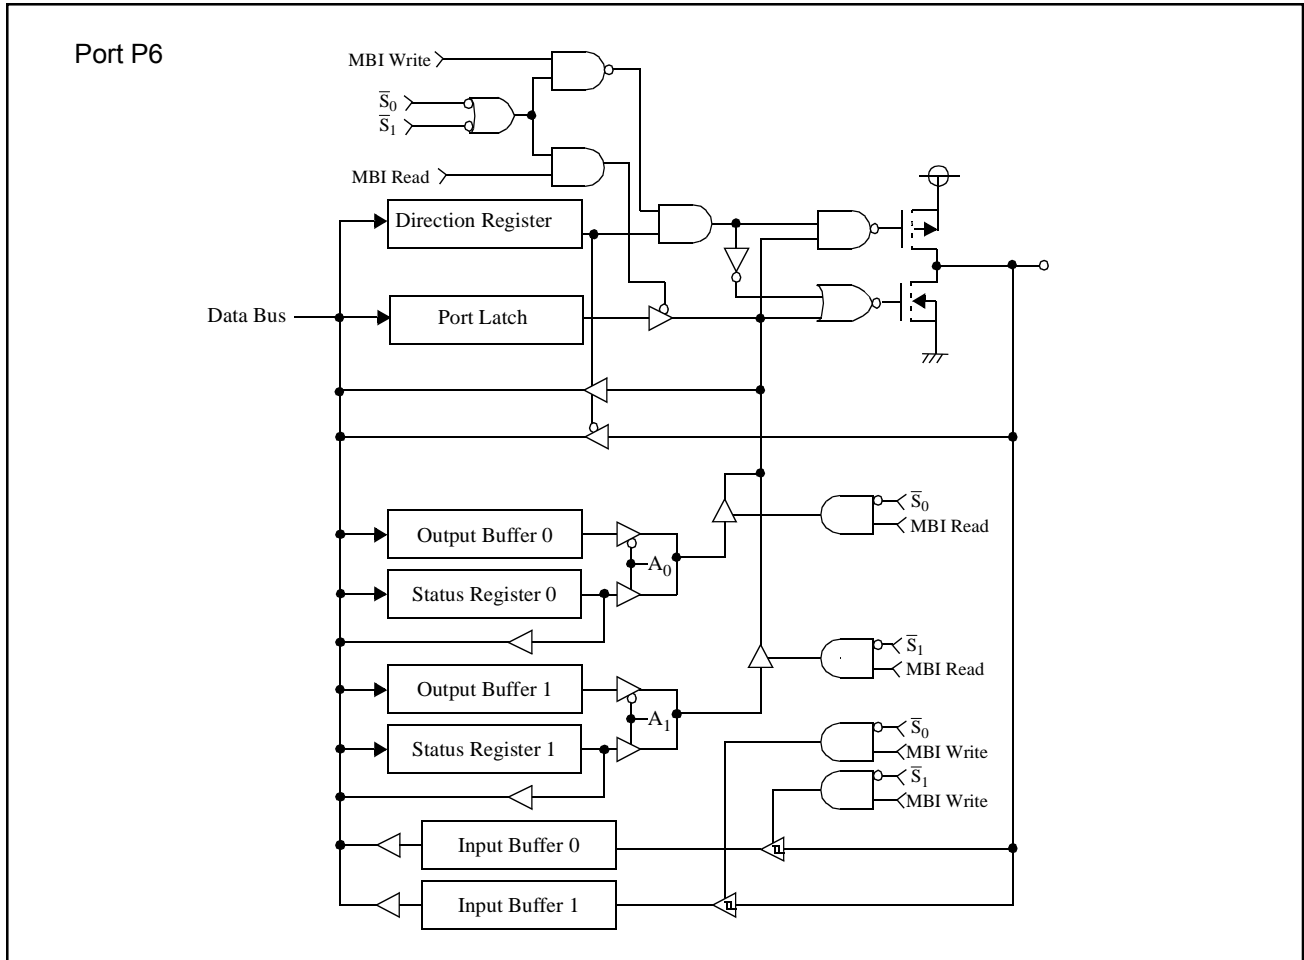 Port P6
MBI Write
S̅0
S̅1
MBI Read
Direction Register
Data Bus
Port Latch
S̅0
MBI Read
Output Buffer 0
A0
Status Register 0
S̅1
MBI Read
Output Buffer 1
A1
Status Register 1
S̅0
MBI Write
S̅1
MBI Write
Input Buffer 0
Input Buffer 1